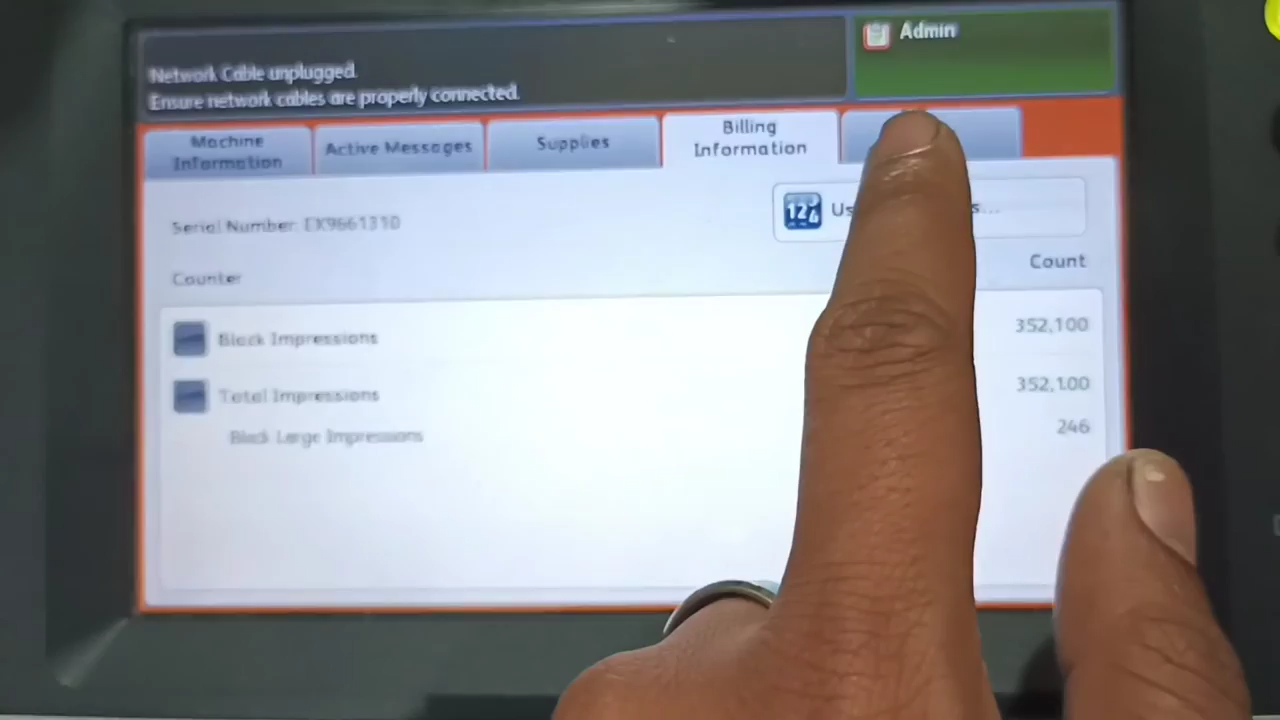 Network Cable unplugged.
Ensure network cables are properly connected.
Admin
Machine
Information
Active Messages
Supplies
Billing
Information
Serial Number: EX9661310
123
Counter
Count
Black Impressions
352,100
Total Impressions
352,100
Black Large Impressions
246